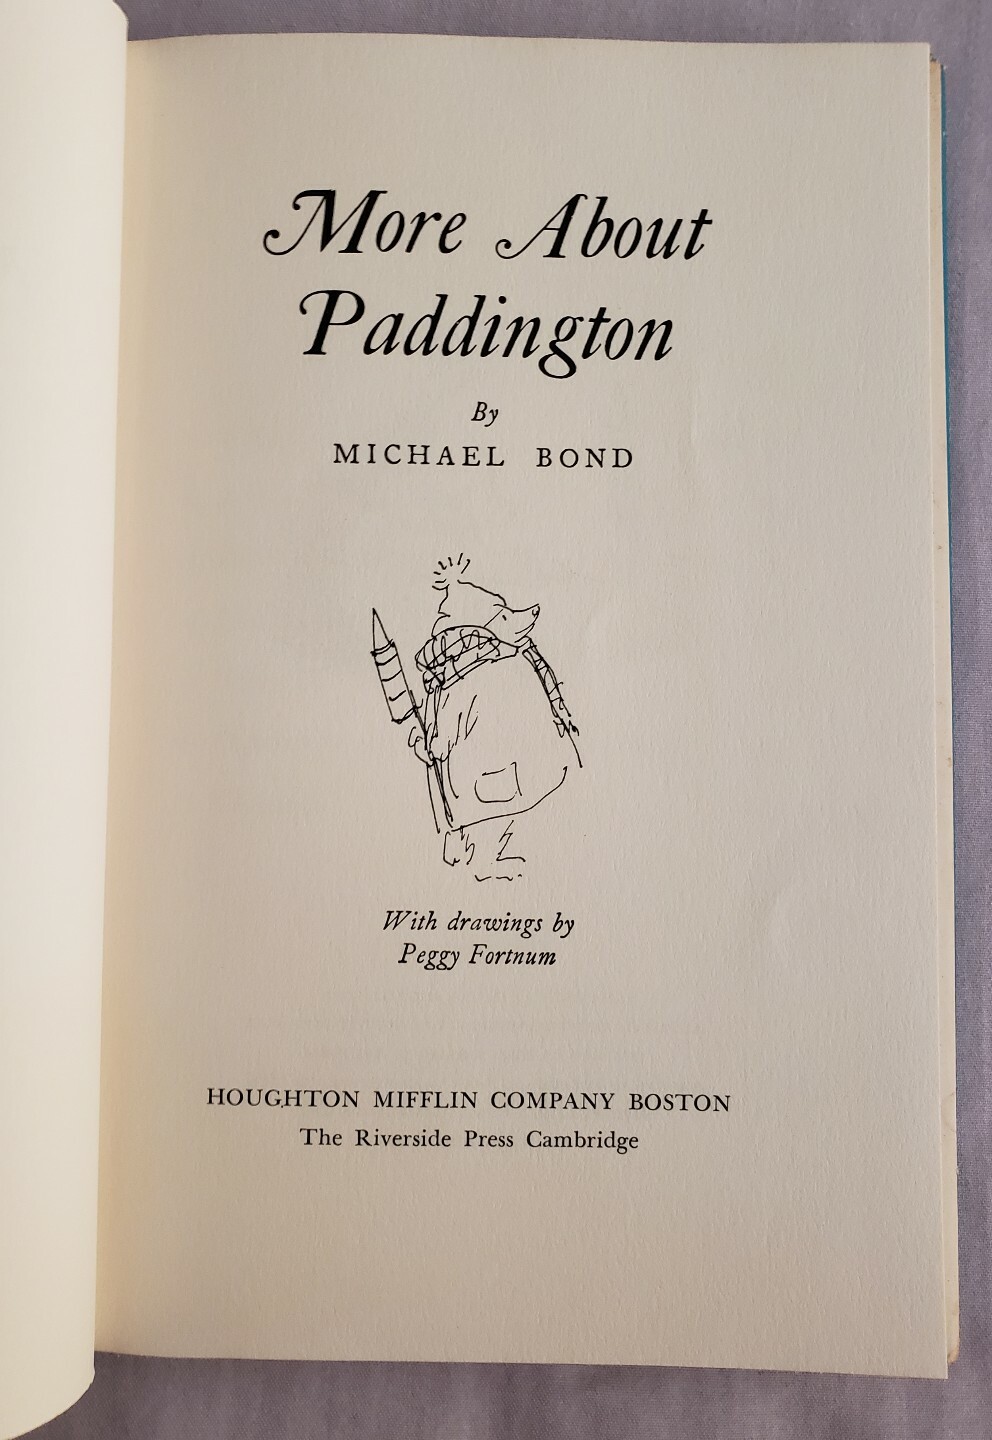 More About
Paddington
By
MICHAEL BOND
With drawings by
Peggy Fortnum
HOUGHTON MIFFLIN COMPANY BOSTON
The Riverside Press Cambridge